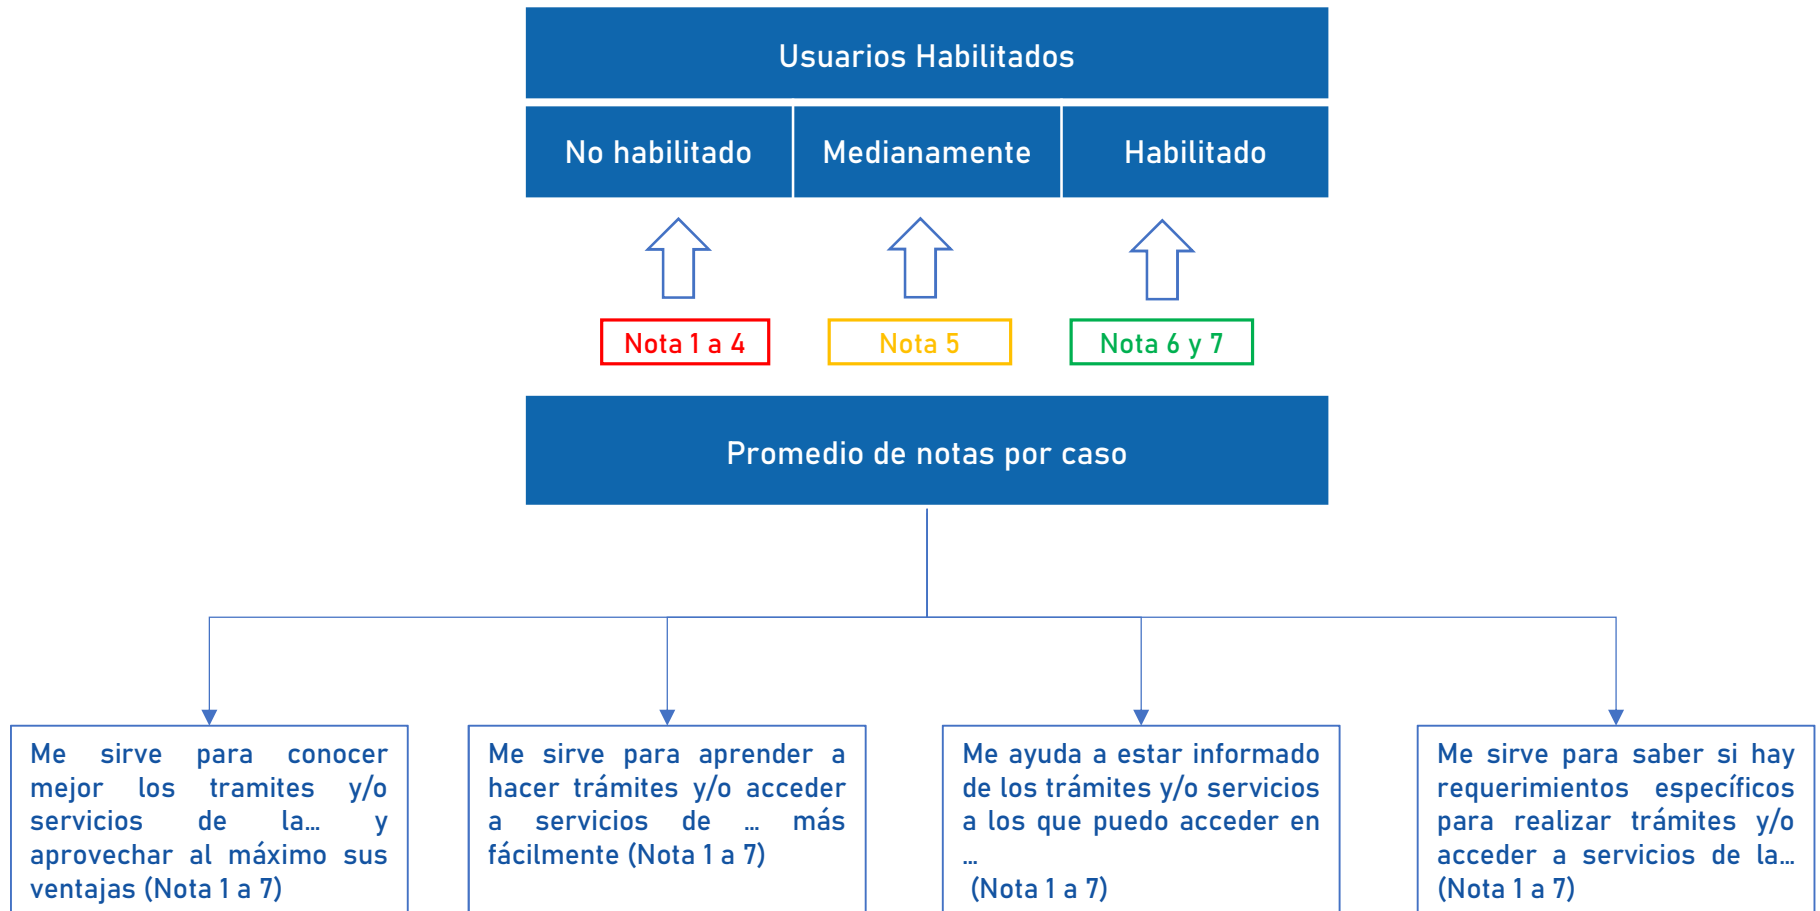 Usuarios Habilitados
No habilitado
Medianamente
Habilitado
Nota 1 a 4
Nota 5
Nota 6 y 7
Promedio de notas por caso
Me sirve para conocer
mejor los tramites y/o
servicios de la... y
aprovechar al máximo sus
ventajas (Nota 1 a 7)
Me sirve para aprender a
hacer trámites y/o acceder
a servicios de ... más
fácilmente (Nota 1 a 7)
Me ayuda a estar informado
de los trámites y/o servicios
a los que puedo acceder en
...
(Nota 1 a 7)
Me sirve para saber si hay
requerimientos específicos
para realizar trámites y/o
acceder a servicios de la...
(Nota 1 a 7)